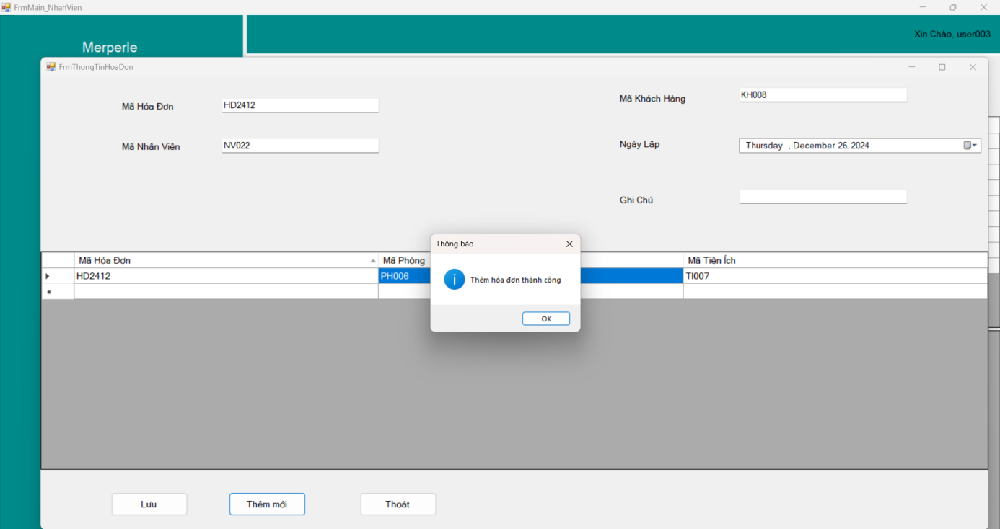 FrmMain_NhanVien
Xin Chào, user003
Merperle
FrmThongTinHoaDon
Mã Hóa Đơn
HD2412
Mã Khách Hàng
KH008
Mã Nhân Viên
NV022
Ngày Lập
Thursday , December 26, 2024
Ghi Chú
Thông báo
Thêm hóa đơn thành công
OK
Mã Hóa Đơn Mã Phòng Mã Tiện Ích
HD2412 PH006 TI007
Lưu Thêm mới Thoát